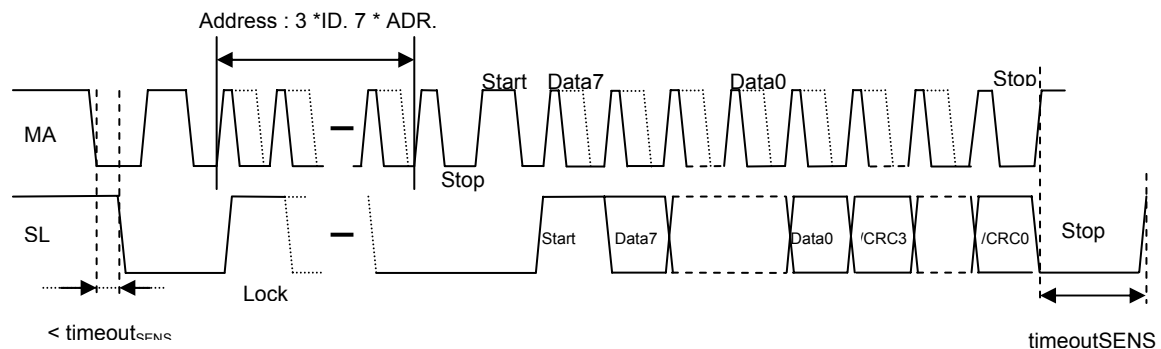 Address : 3 *ID. 7 * ADR.
Start Data7 Data0 Stop
MA
Stop
SL Start Data7 Data0 /CRC3 /CRC0 Stop
Lock
< timeoutSENS timeoutSENS